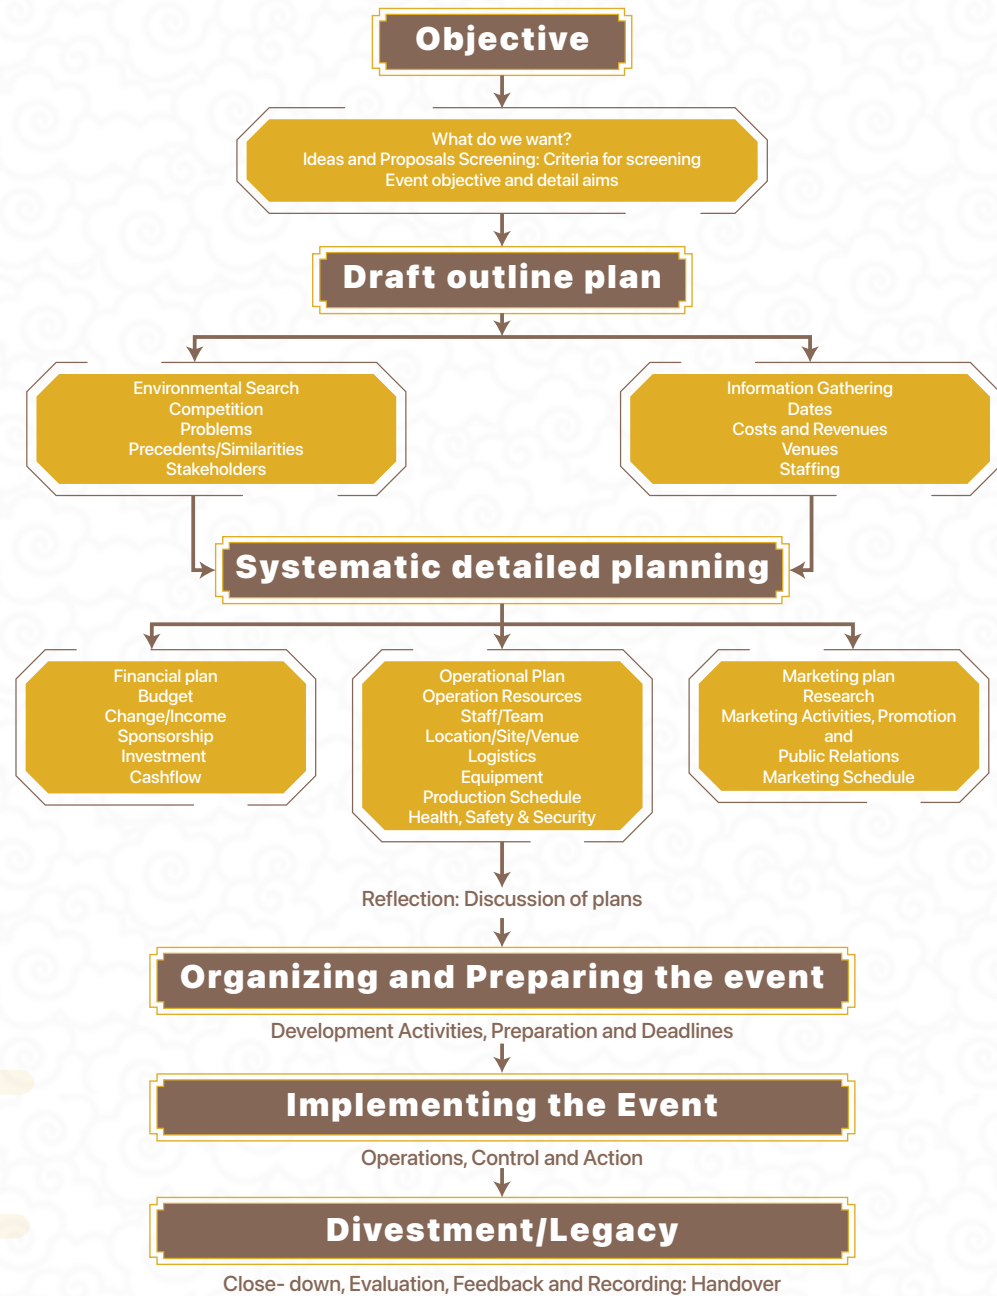 Objective
What do we want?
Ideas and Proposals Screening: Criteria for screening
Event objective and detail aims
Draft outline plan
Environmental Search
Competition
Problems
Precedents/Similarities
Stakeholders
Information Gathering
Dates
Costs and Revenues
Venues
Staffing
Systematic detailed planning
Financial plan
Budget
Change/Income
Sponsorship
Investment
Cashflow
Operational Plan
Operation Resources
Staff/Team
Location/Site/Venue
Logistics
Equipment
Production Schedule
Health, Safety & Security
Marketing plan
Research
Marketing Activities, Promotion
and
Public Relations
Marketing Schedule
Reflection: Discussion of plans
Organizing and Preparing the event
Development Activities, Preparation and Deadlines
Implementing the Event
Operations, Control and Action
Divestment/Legacy
Close- down, Evaluation, Feedback and Recording: Handover